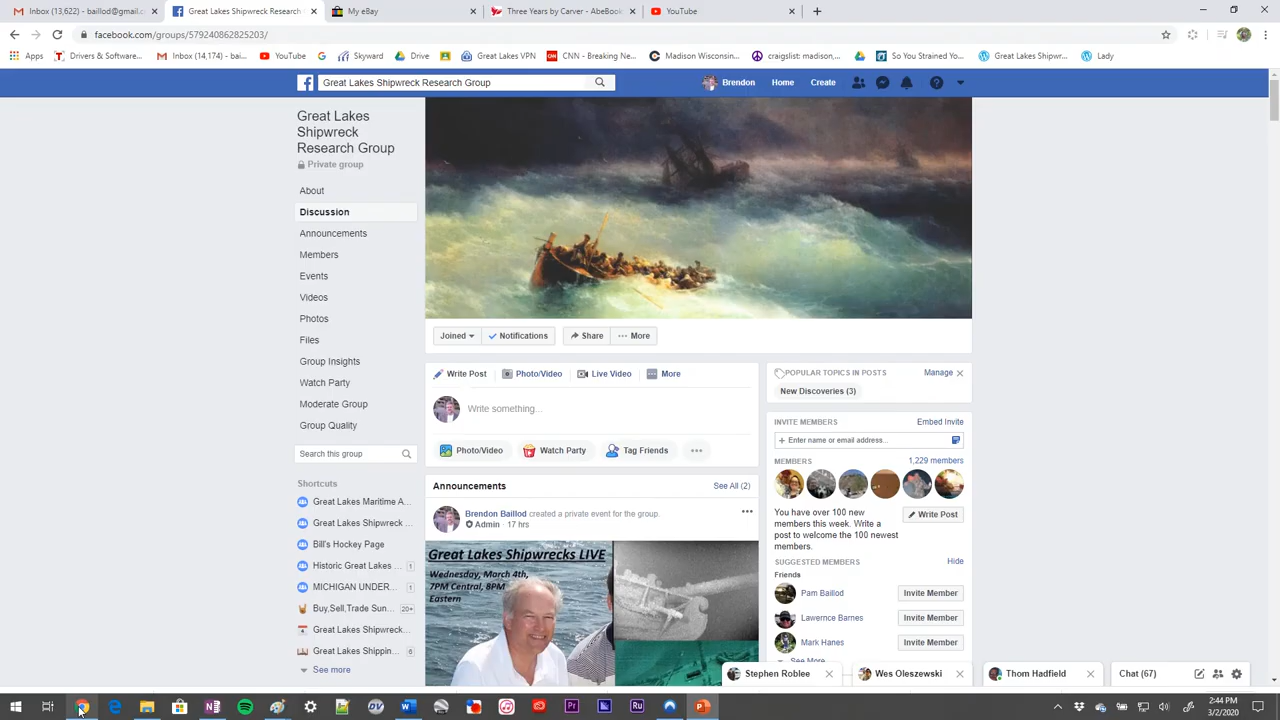 Inbox (13,622) - baillod@gmail.c
Great Lakes Shipwreck Research
My eBay
Three Years by Carver - AbeBook
YouTube
facebook.com/groups/579240862825203/
Apps
Drivers & Software...
Inbox (14,174) - bai...
YouTube
Skyward
Drive
Great Lakes VPN
CNN - Breaking Ne...
Madison Wisconsin...
craigslist: madison,...
So You Strained Yo...
Great Lakes Shipwr...
Lady
Great Lakes Shipwreck Research Group
Brendon
Home
Create
Great Lakes
Shipwreck
Research Group
Private group
About
Discussion
Announcements
Members
Events
Videos
Photos
Files
Group Insights
Watch Party
Moderate Group
Group Quality
Search this group
Shortcuts
Great Lakes Maritime A...
Great Lakes Shipwreck ...
Bill's Hockey Page
Historic Great Lakes ... 1
MICHIGAN UNDER... 1
Buy,Sell,Trade Sun... 20+
Great Lakes Shipwreck...
Great Lakes Shippin... 6
See more
Joined
Notifications
Share
More
Write Post
Photo/Video
Live Video
More
Write something...
Photo/Video
Watch Party
Tag Friends
Announcements
See All (2)
Brendon Baillod created a private event for the group.
Admin · 17 hrs
Great Lakes Shipwrecks LIVE
Wednesday, March 4th,
7PM Central, 8PM
Eastern
POPULAR TOPICS IN POSTS
Manage
New Discoveries (3)
INVITE MEMBERS
Embed Invite
+ Enter name or email address...
MEMBERS
1,229 members
You have over 100 new
members this week. Write a
post to welcome the 100 newest
members.
Write Post
SUGGESTED MEMBERS
Hide
Friends
Pam Baillod
Invite Member
Lawernce Barnes
Invite Member
Mark Hanes
Invite Member
See More
Stephen Roblee
Wes Oleszewski
Thom Hadfield
Chat (67)
2:44 PM
3/2/2020